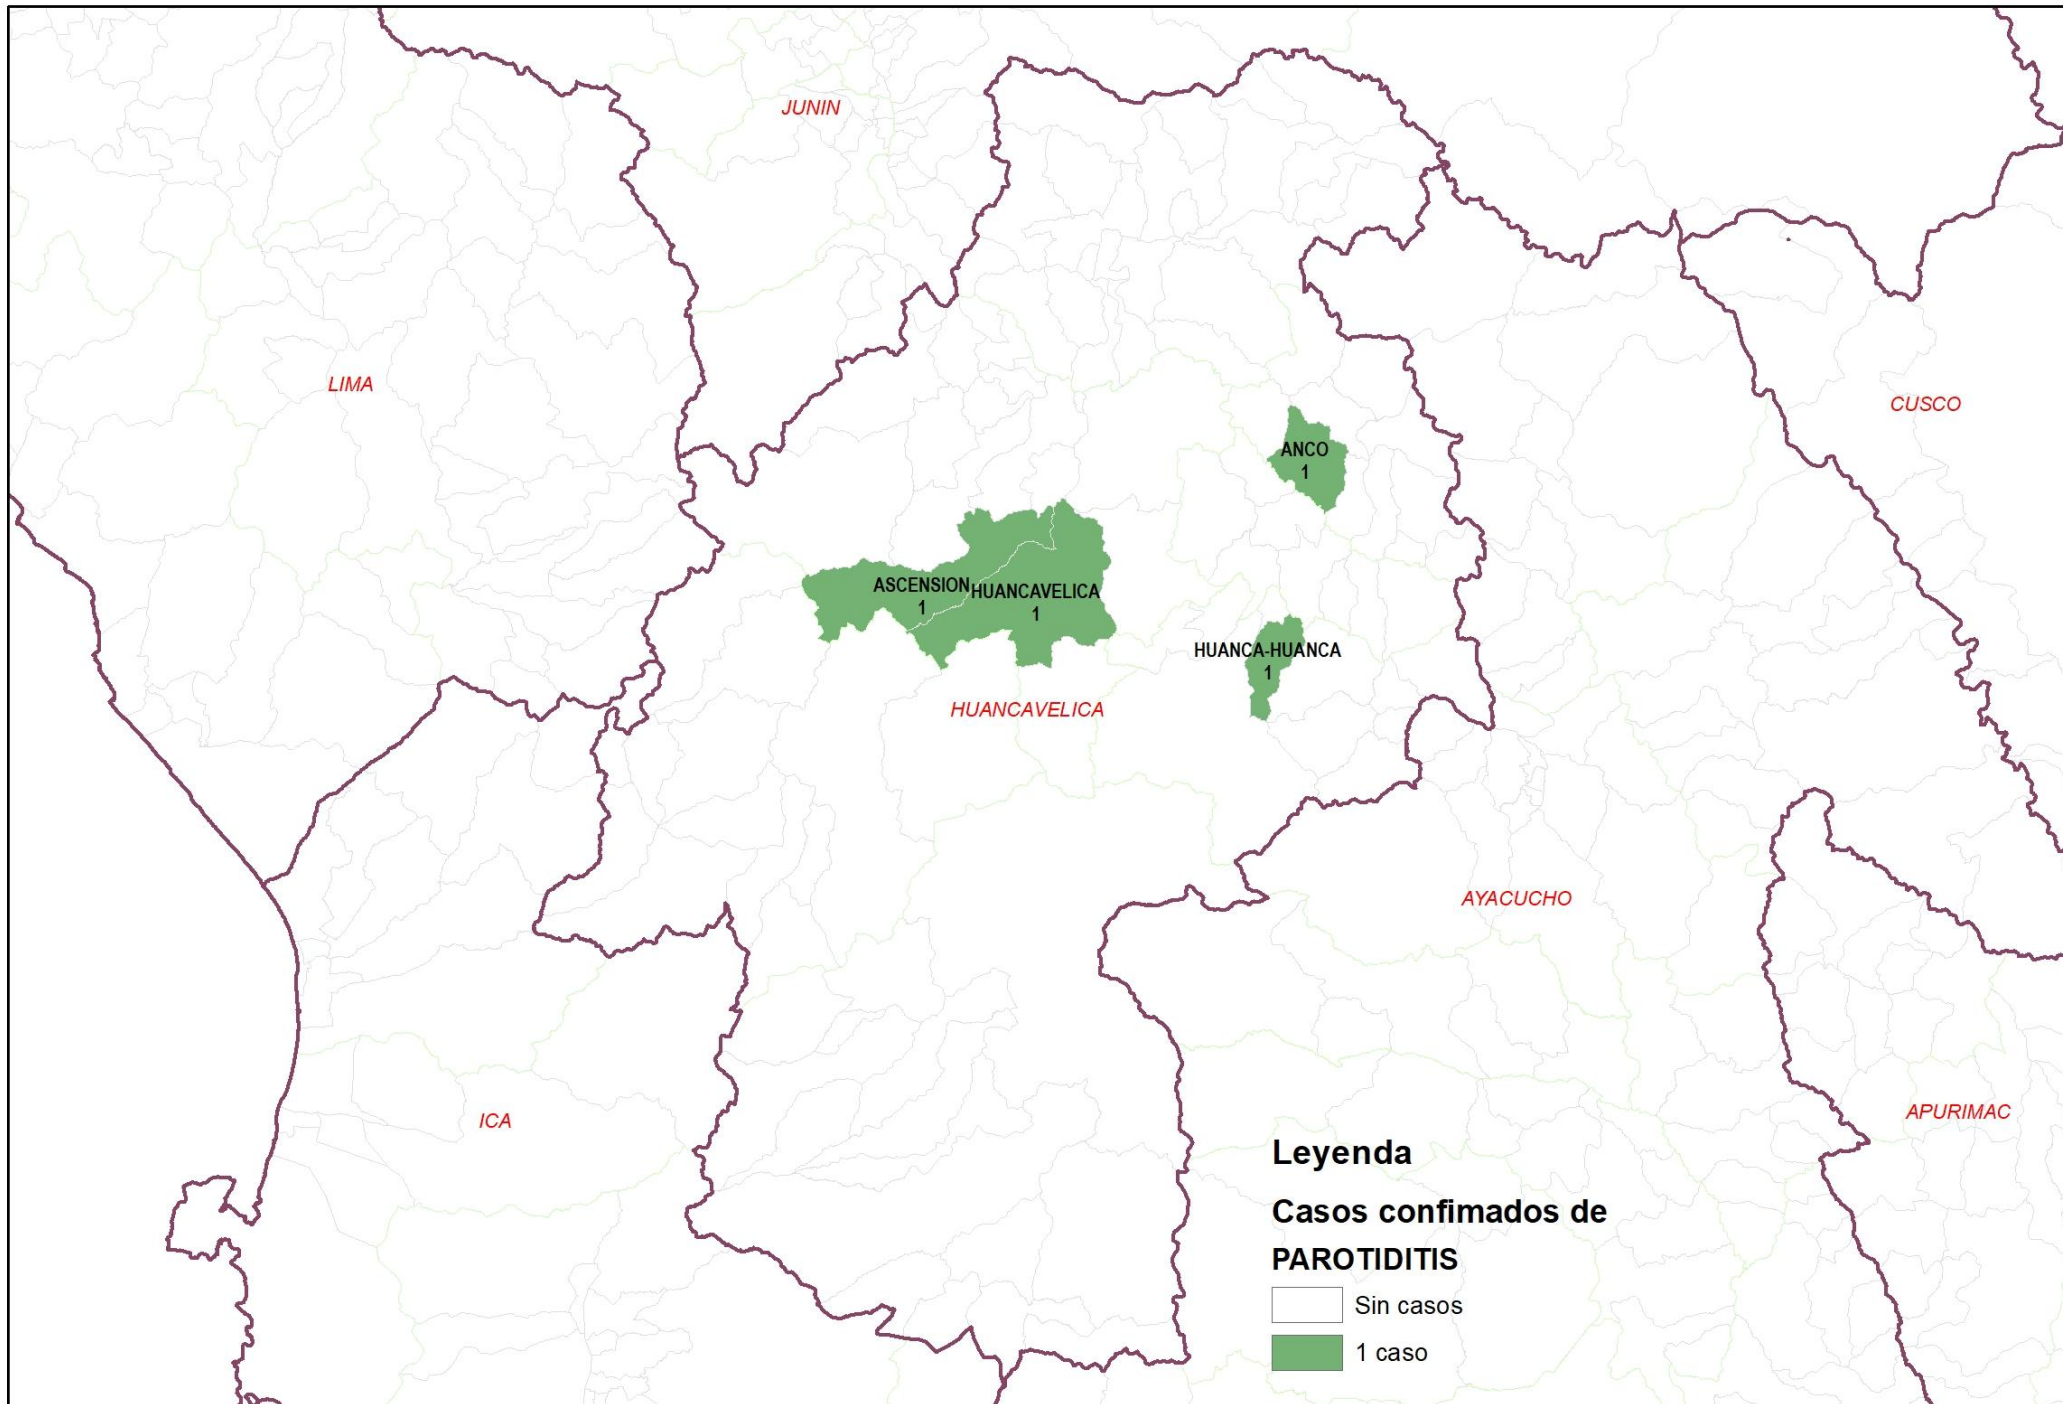 JUNIN
LIMA
CUSCO
ANCO
1
ASCENSION
1
HUANCAVELICA
1
HUANCA-HUANCA
1
HUANCAVELICA
AYACUCHO
ICA
APURIMAC
Leyenda
Casos confimados de
PAROTIDITIS
Sin casos
1 caso